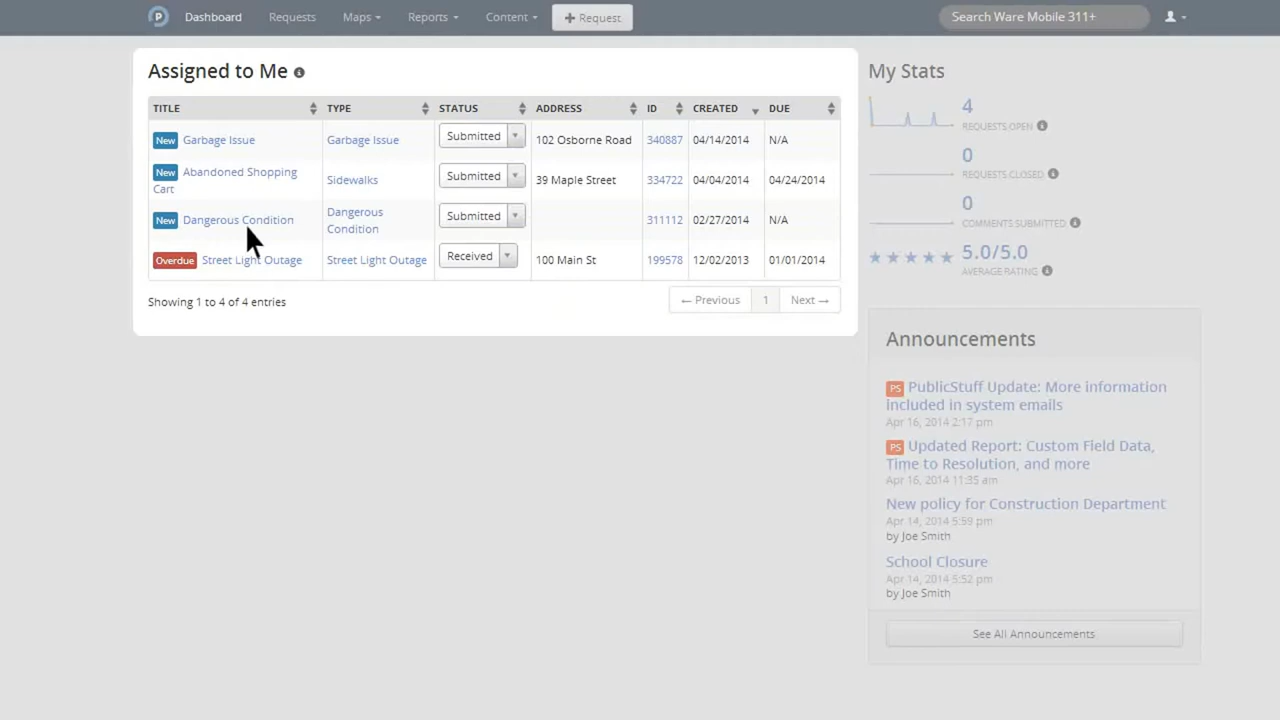 Dashboard Requests Maps Reports Content + Request Search Ware Mobile 311+
Assigned to Me
TITLE TYPE STATUS ADDRESS ID CREATED DUE
New Garbage Issue Garbage Issue Submitted 102 Osborne Road 340887 04/14/2014 N/A
New Abandoned Shopping
Cart Sidewalks Submitted 39 Maple Street 334722 04/04/2014 04/24/2014
New Dangerous Condition Dangerous
Condition Submitted 311112 02/27/2014 N/A
Overdue Street Light Outage Street Light Outage Received 100 Main St 199578 12/02/2013 01/01/2014
Showing 1 to 4 of 4 entries
← Previous 1 Next →
My Stats
4
REQUESTS OPEN
0
REQUESTS CLOSED
0
COMMENTS SUBMITTED
5.0/5.0
AVERAGE RATING
Announcements
PS PublicStuff Update: More information
included in system emails
Apr 16, 2014 2:17 pm
PS Updated Report: Custom Field Data,
Time to Resolution, and more
Apr 16, 2014 11:35 am
New policy for Construction Department
Apr 14, 2014 5:59 pm
by Joe Smith
School Closure
Apr 14, 2014 5:52 pm
by Joe Smith
See All Announcements